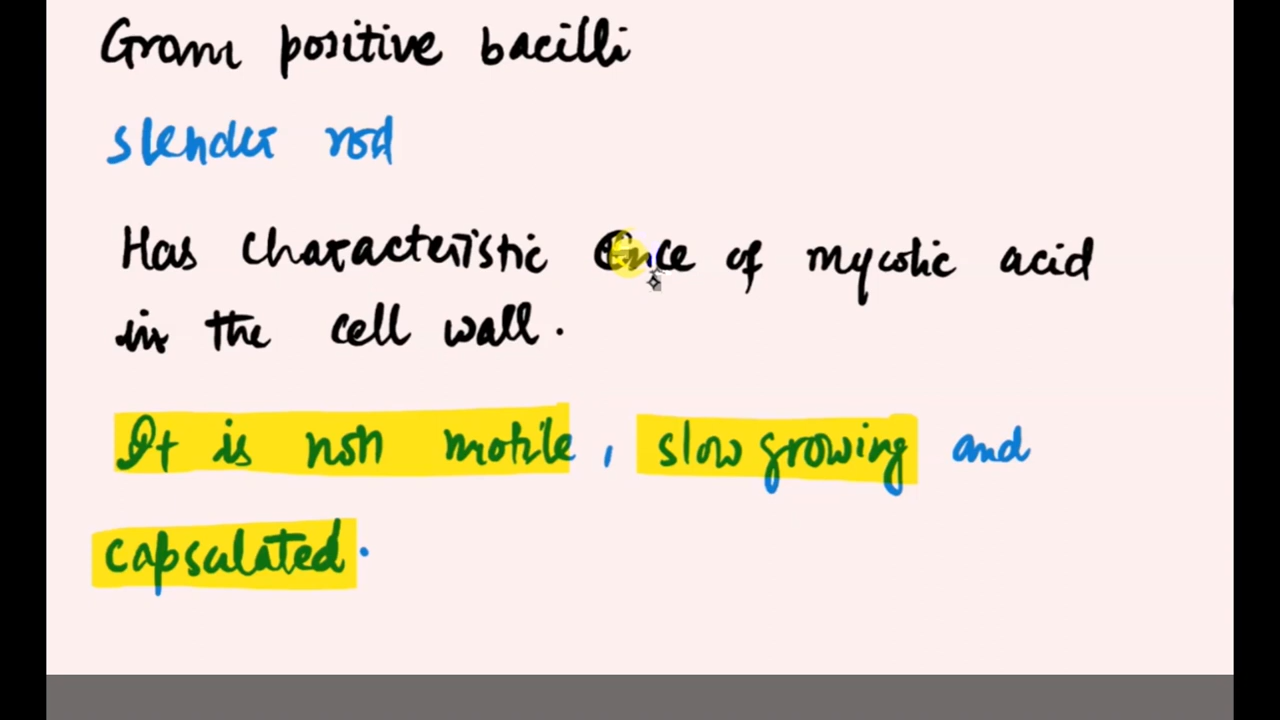 Gram positive bacilli
slender rod
Has characteristic of mycolic acid
in the cell wall.
It is non motile, slow growing and
capsulated.